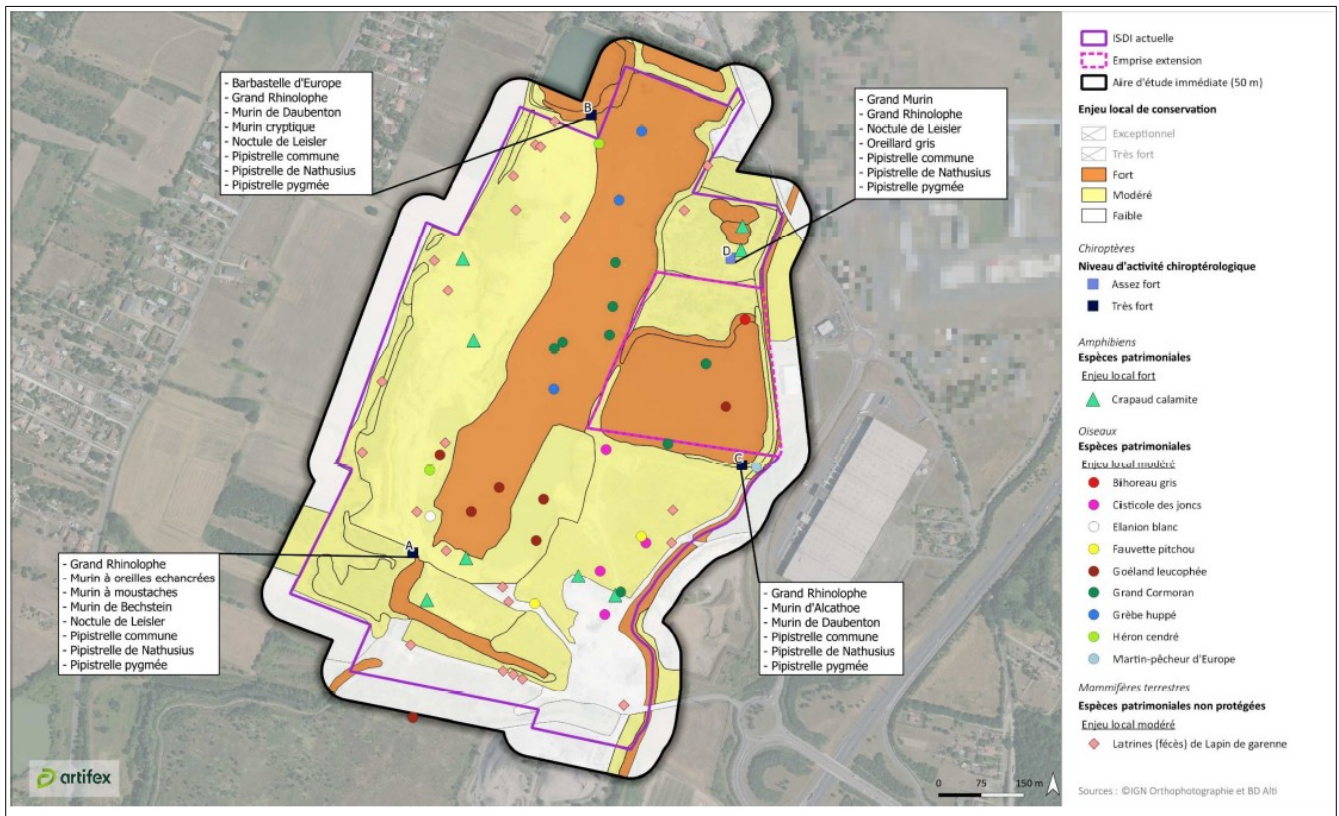 - Barbastelle d'Europe
- Grand Rhinolophe
- Murin de Daubenton
- Murin cryptique
- Noctule de Leisler
- Pipistrelle commune
- Pipistrelle de Nathusius
- Pipistrelle pygmée
B
- Grand Murin
- Grand Rhinolophe
- Noctule de Leisler
- Oreillard gris
- Pipistrelle commune
- Pipistrelle de Nathusius
- Pipistrelle pygmée
D
C
A
- Grand Rhinolophe
- Murin à oreilles echancrées
- Murin à moustaches
- Murin de Bechstein
- Noctule de Leisler
- Pipistrelle commune
- Pipistrelle de Nathusius
- Pipistrelle pygmée
- Grand Rhinolophe
- Murin d'Alcathoe
- Murin de Daubenton
- Pipistrelle commune
- Pipistrelle de Nathusius
- Pipistrelle pygmée
artifex
0 75 150 m
ISDI actuelle
Emprise extension
Aire d'étude immédiate (50 m)
Enjeu local de conservation
Exceptionnel
Très fort
Fort
Modéré
Faible
Chiroptères
Niveau d'activité chiroptérologique
Assez fort
Très fort
Amphibiens
Espèces patrimoniales
Enjeu local fort
Crapaud calamite
Oiseaux
Espèces patrimoniales
Enjeu local modéré
Bihoreau gris
Cisticole des joncs
Elanion blanc
Fauvette pitchou
Goéland leucophée
Grand Cormoran
Grèbe huppé
Héron cendré
Martin-pêcheur d'Europe
Mammifères terrestres
Espèces patrimoniales non protégées
Enjeu local modéré
Latrines (fécès) de Lapin de garenne
Sources : ©IGN Orthophotographie et BD Alti